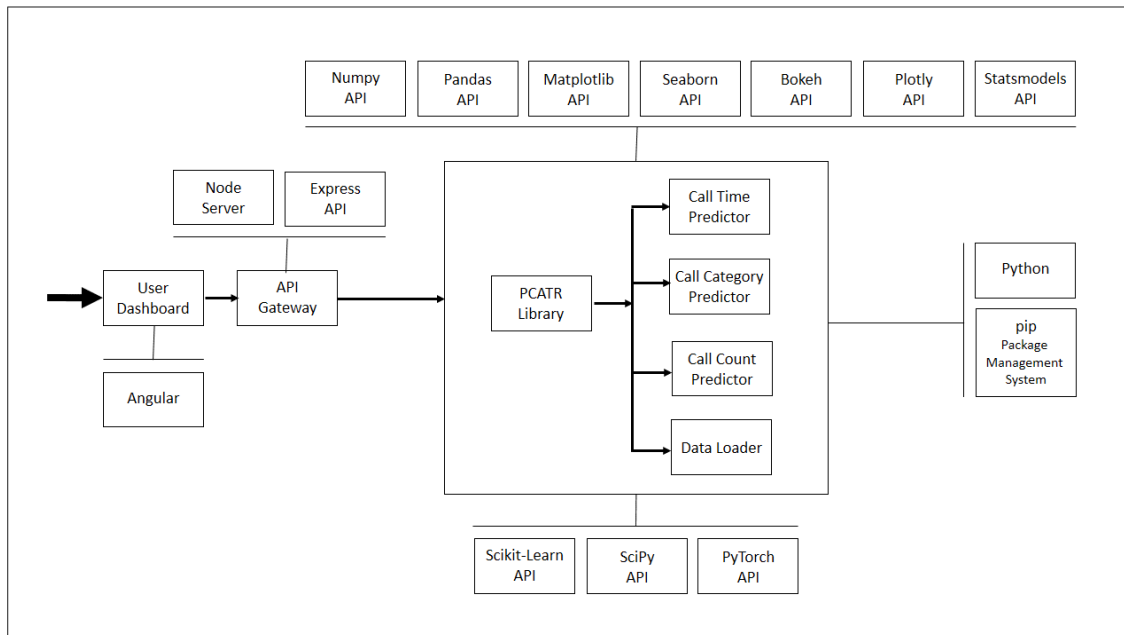 Numpy
API
Pandas
API
Matplotlib
API
Seaborn
API
Bokeh
API
Plotly
API
Statsmodels
API
Node
Server
Express
API
User
Dashboard
API
Gateway
Angular
PCATR
Library
Call Time
Predictor
Call Category
Predictor
Call Count
Predictor
Data Loader
Python
pip
Package
Management
System
Scikit-Learn
API
SciPy
API
PyTorch
API